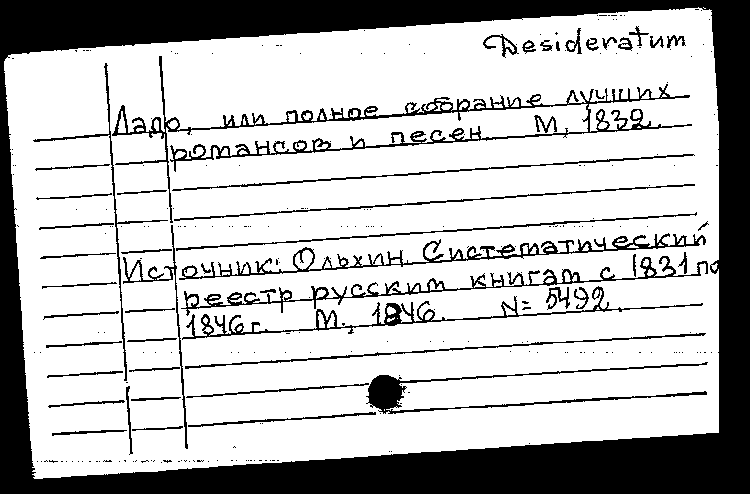 Desideratum
Ладо, или полное собрание лучших
романсов и песен. М, 1832.
Источник: Ольхин. Систематический
реестр русским книгам с 1831 по
1846 г. М., 1846. N= 5492.